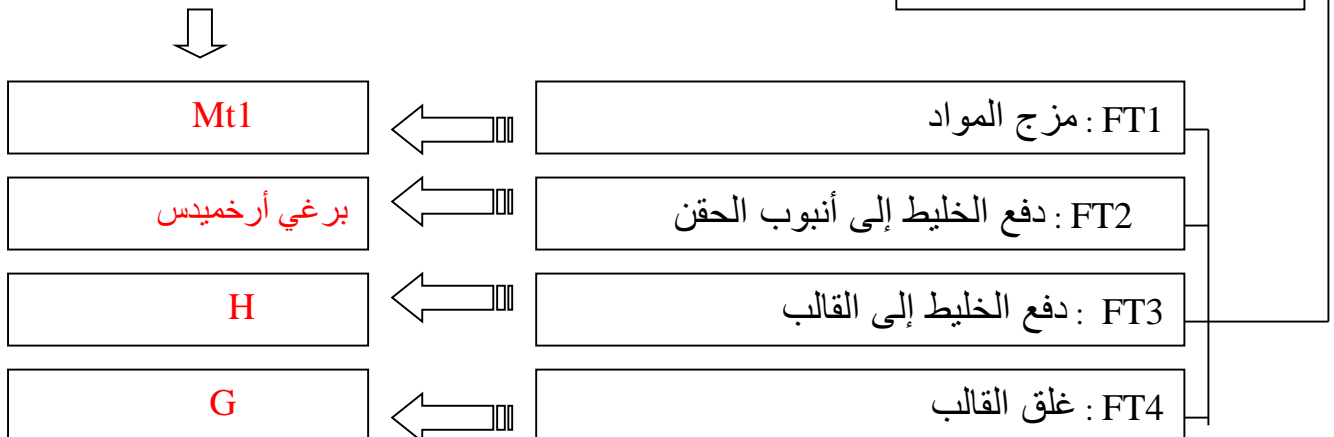 FT1 : مزج المواد
Mt1
FT2 : دفع الخليط إلى أنبوب الحقن
برغي أرخميدس
FT3 : دفع الخليط إلى القالب
H
FT4 : غلق القالب
G